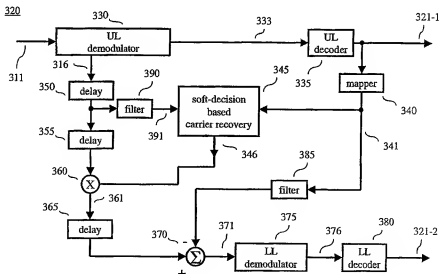 320
330
UL
demodulator
333
UL
decoder
321-1
311
316
390
345
335
mapper
350
delay
filter
soft-decision
based
carrier recovery
340
355
391
delay
346
341
385
360
X
361
filter
365
375
380
delay
370
-
Σ
371
LL
demodulator
376
LL
decoder
321-2
+